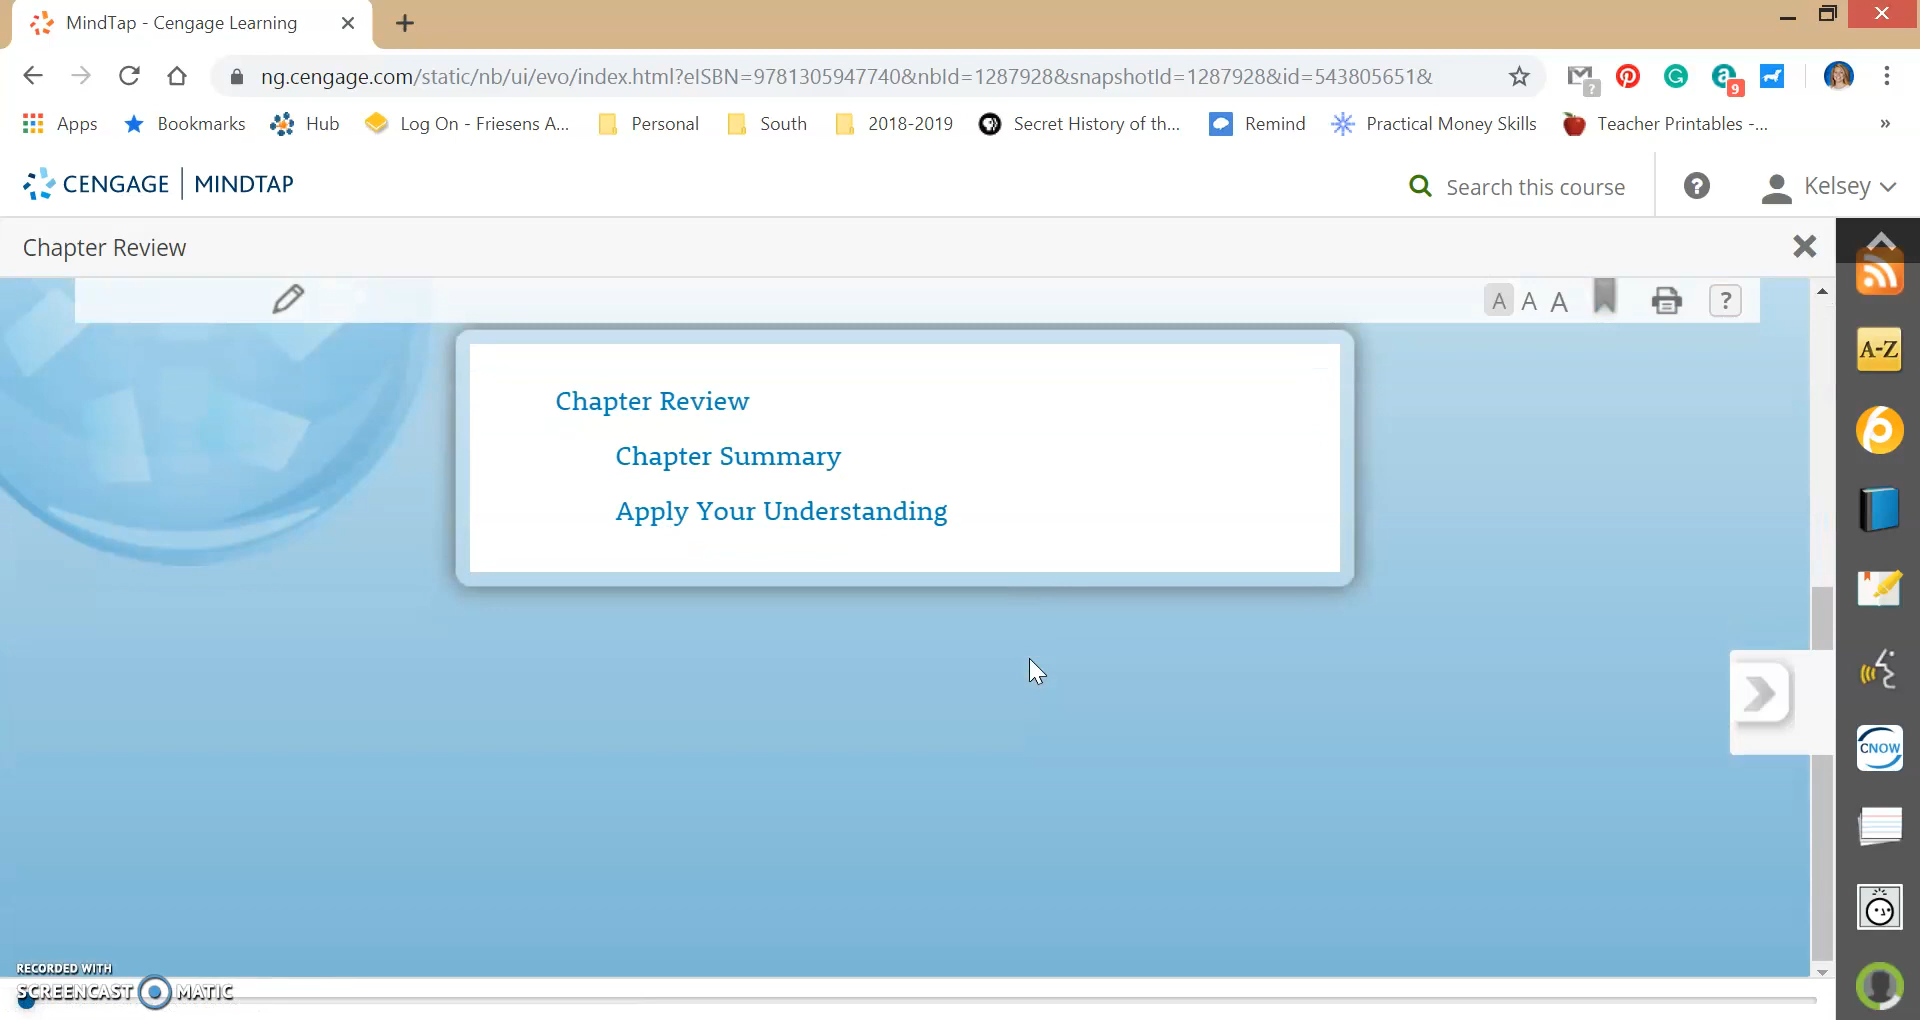 MindTap - Cengage Learning
ng.cengage.com/static/nb/ui/evo/index.html?eISBN=9781305947740&nbId=1287928&snapshotId=1287928&id=543805651&
?
9
Apps Bookmarks Hub Log On - Friesens A... Personal South 2018-2019 Secret History of th... Remind Practical Money Skills Teacher Printables -... »
CENGAGE | MINDTAP
Search this course ? Kelsey
Chapter Review
A A A ?
A-Z
Chapter Review
Chapter Summary
Apply Your Understanding
CNOW
RECORDED WITH
SCREENCAST MATIC